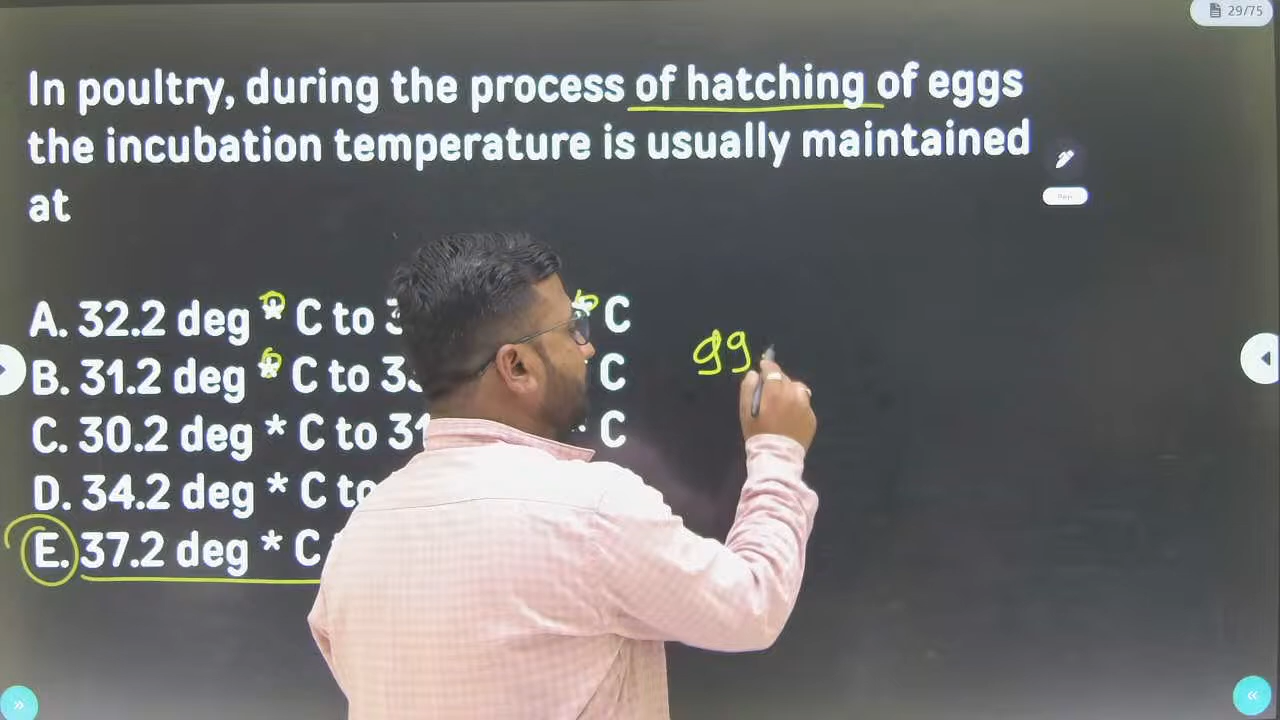 29/75
In poultry, during the process of hatching of eggs
the incubation temperature is usually maintained
at
A. 32.2 deg * C to * C
B. 31.2 deg * C to C
C. 30.2 deg * C to C
D. 34.2 deg * C to
E. 37.2 deg * C
99